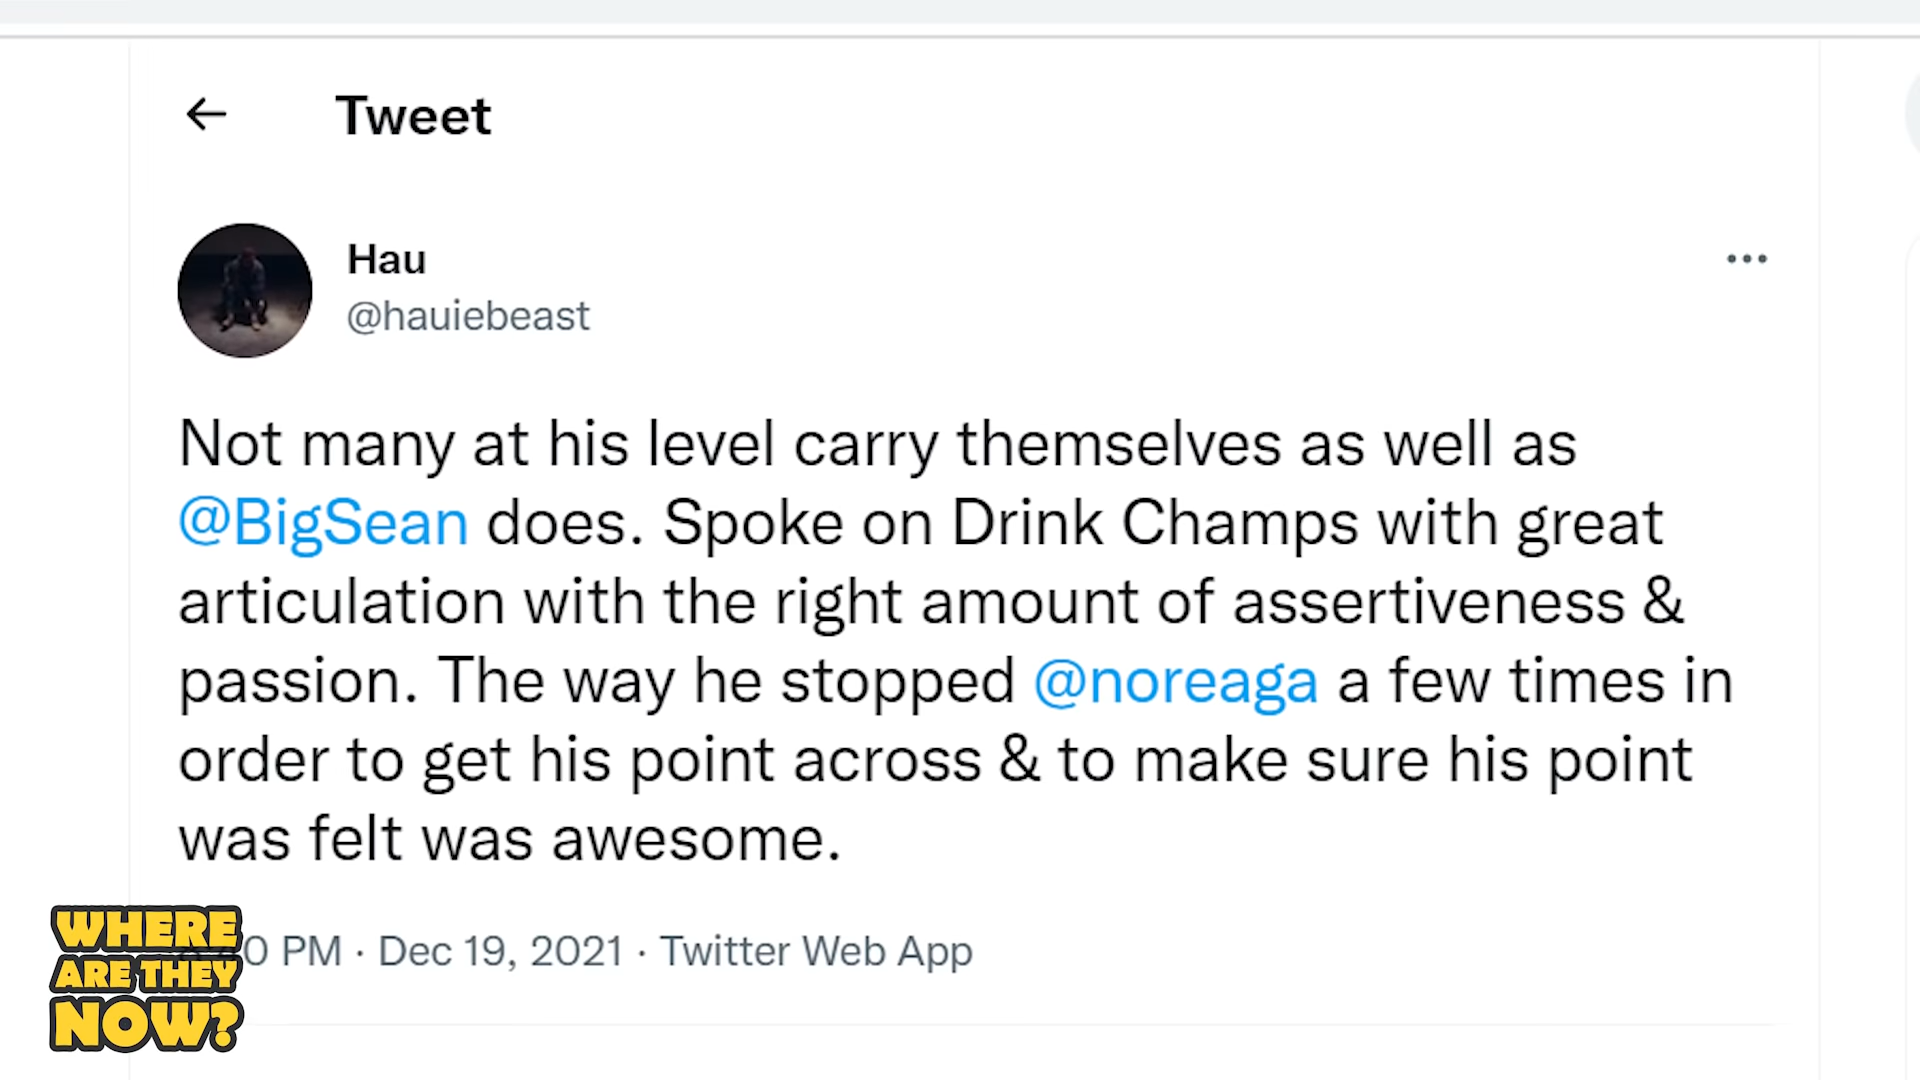 Tweet
Hau
@hauiebeast
Not many at his level carry themselves as well as
@BigSean does. Spoke on Drink Champs with great
articulation with the right amount of assertiveness &
passion. The way he stopped @noreaga a few times in
order to get his point across & to make sure his point
was felt was awesome.
PM · Dec 19, 2021 · Twitter Web App
WHERE
ARE THEY
NOW?